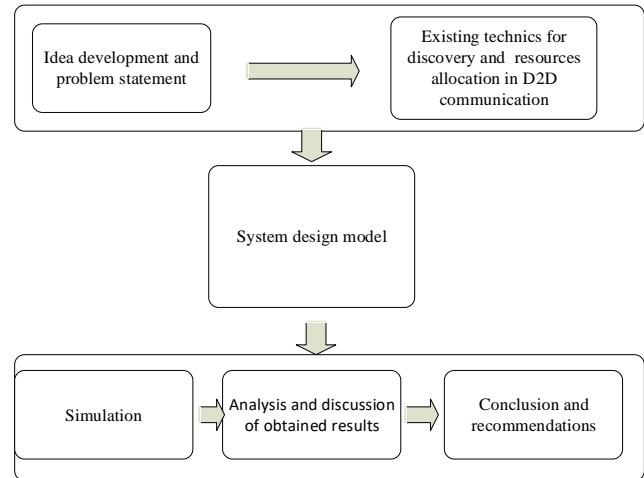 Idea development and
problem statement
Existing technics for
discovery and resources
allocation in D2D
communication
System design model
Simulation
Analysis and discussion
of obtained results
Conclusion and
recommendations